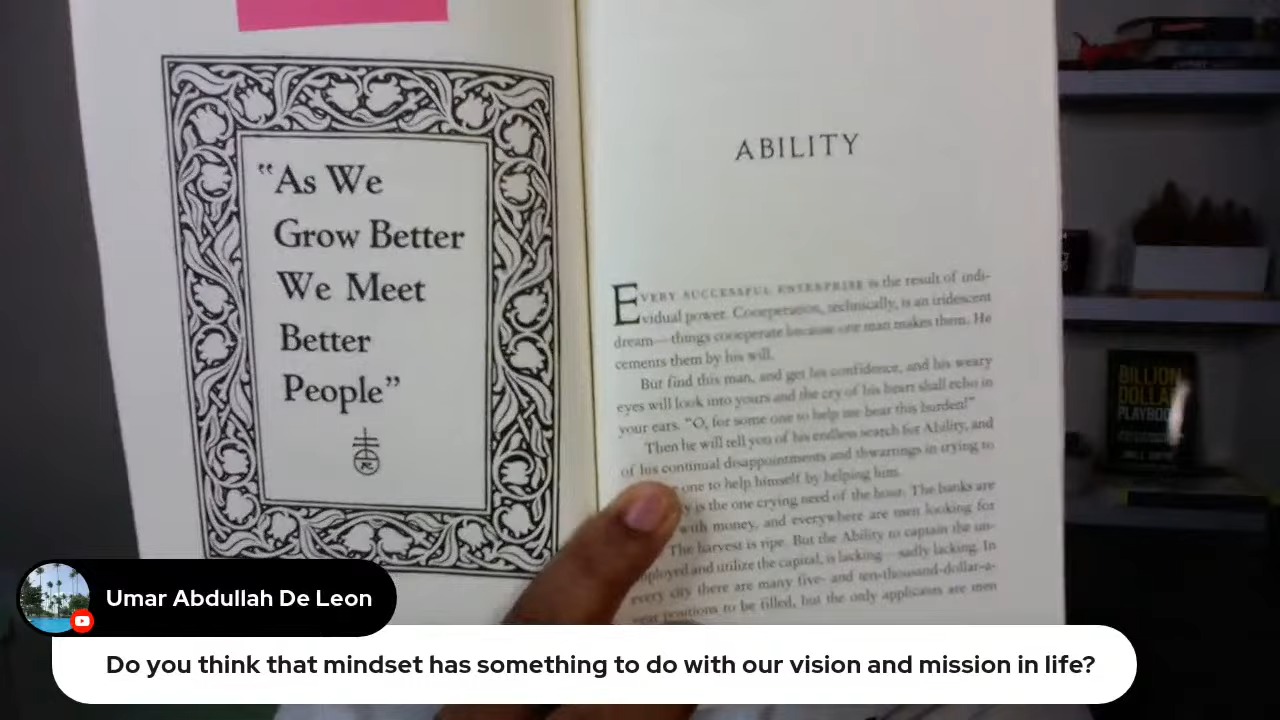 "As We
Grow Better
We Meet
Better
People"
ABILITY
EVERY SUCCESSFUL ENTERPRISE is the result of indi-
vidual power. Cooeperation, technically, is an iridescent
dream—things cooeperate because one man makes them. He
cements them by his will.
But find this man, and get his confidence, and his weary
eyes will look into yours and the cry of his heart shall echo in
your ears. "O, for some one to help me bear this burden!"
Then he will tell you of his endless search for Ability, and
of his continual disappointments and thwartings in trying to
one to help himself by helping him.
y is the one crying need of the hour. The banks are
with money, and everywhere are men looking for
The harvest is ripe. But the Ability to captain the un-
mployed and utilize the capital, is lacking—sadly lacking. In
every city there are many five- and ten-thousand-dollar-a-
year positions to be filled, but the only applicants are men
BILLION
DOLLAR
PLAYBOOK
Umar Abdullah De Leon
Do you think that mindset has something to do with our vision and mission in life?